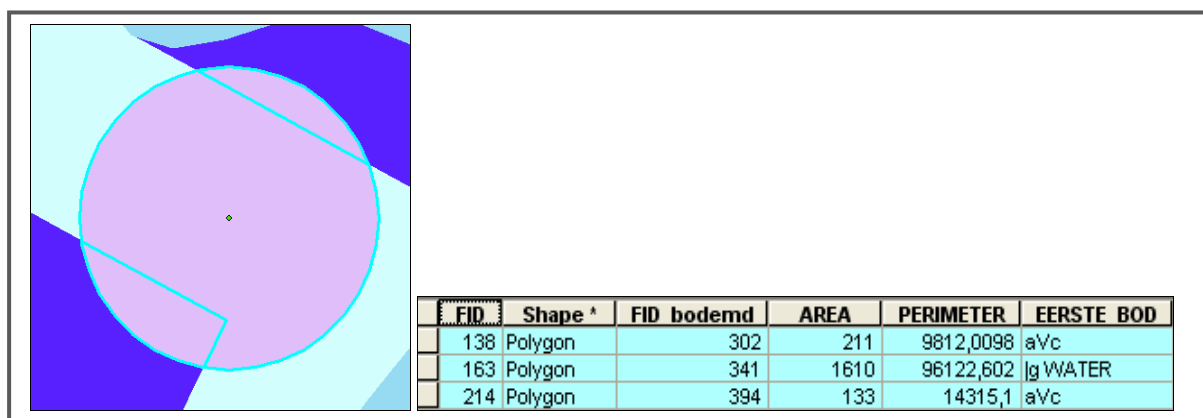 FID Shape * FID_bodemd AREA PERIMETER EERSTE_BOD
138 Polygon 302 211 9812,0098 aVc
163 Polygon 341 1610 96122,602 |g WATER
214 Polygon 394 133 14315,1 aVc